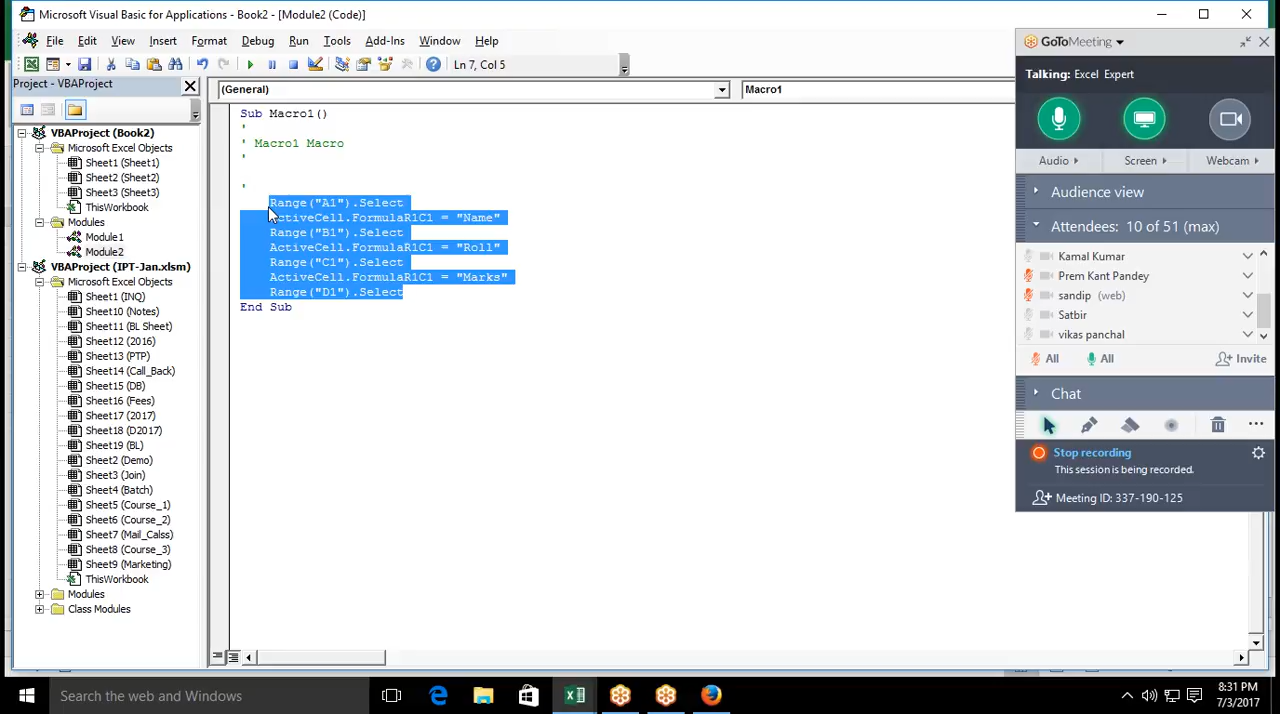 Microsoft Visual Basic for Applications - Book2 - [Module2 (Code)]
File Edit View Insert Format Debug Run Tools Add-Ins Window Help
Ln 7, Col 5
Project - VBAProject
(General)
Macro1
VBAProject (Book2)
Microsoft Excel Objects
Sheet1 (Sheet1)
Sheet2 (Sheet2)
Sheet3 (Sheet3)
ThisWorkbook
Modules
Module1
Module2
VBAProject (IPT-Jan.xlsm)
Microsoft Excel Objects
Sheet1 (INQ)
Sheet10 (Notes)
Sheet11 (BL Sheet)
Sheet12 (2016)
Sheet13 (PTP)
Sheet14 (Call_Back)
Sheet15 (DB)
Sheet16 (Fees)
Sheet17 (2017)
Sheet18 (D2017)
Sheet19 (BL)
Sheet2 (Demo)
Sheet3 (Join)
Sheet4 (Batch)
Sheet5 (Course_1)
Sheet6 (Course_2)
Sheet7 (Mail_Calss)
Sheet8 (Course_3)
Sheet9 (Marketing)
ThisWorkbook
Modules
Class Modules
Sub Macro1()
'
' Macro1 Macro
'
'
Range("A1").Select
ActiveCell.FormulaR1C1 = "Name"
Range("B1").Select
ActiveCell.FormulaR1C1 = "Roll"
Range("C1").Select
ActiveCell.FormulaR1C1 = "Marks"
Range("D1").Select
End Sub
GoToMeeting
Talking: Excel Expert
Audio Screen Webcam
Audience view
Attendees: 10 of 51 (max)
Kamal Kumar
Prem Kant Pandey
sandip (web)
Satbir
vikas panchal
All All Invite
Chat
Stop recording
This session is being recorded.
Meeting ID: 337-190-125
Search the web and Windows
8:31 PM
7/3/2017